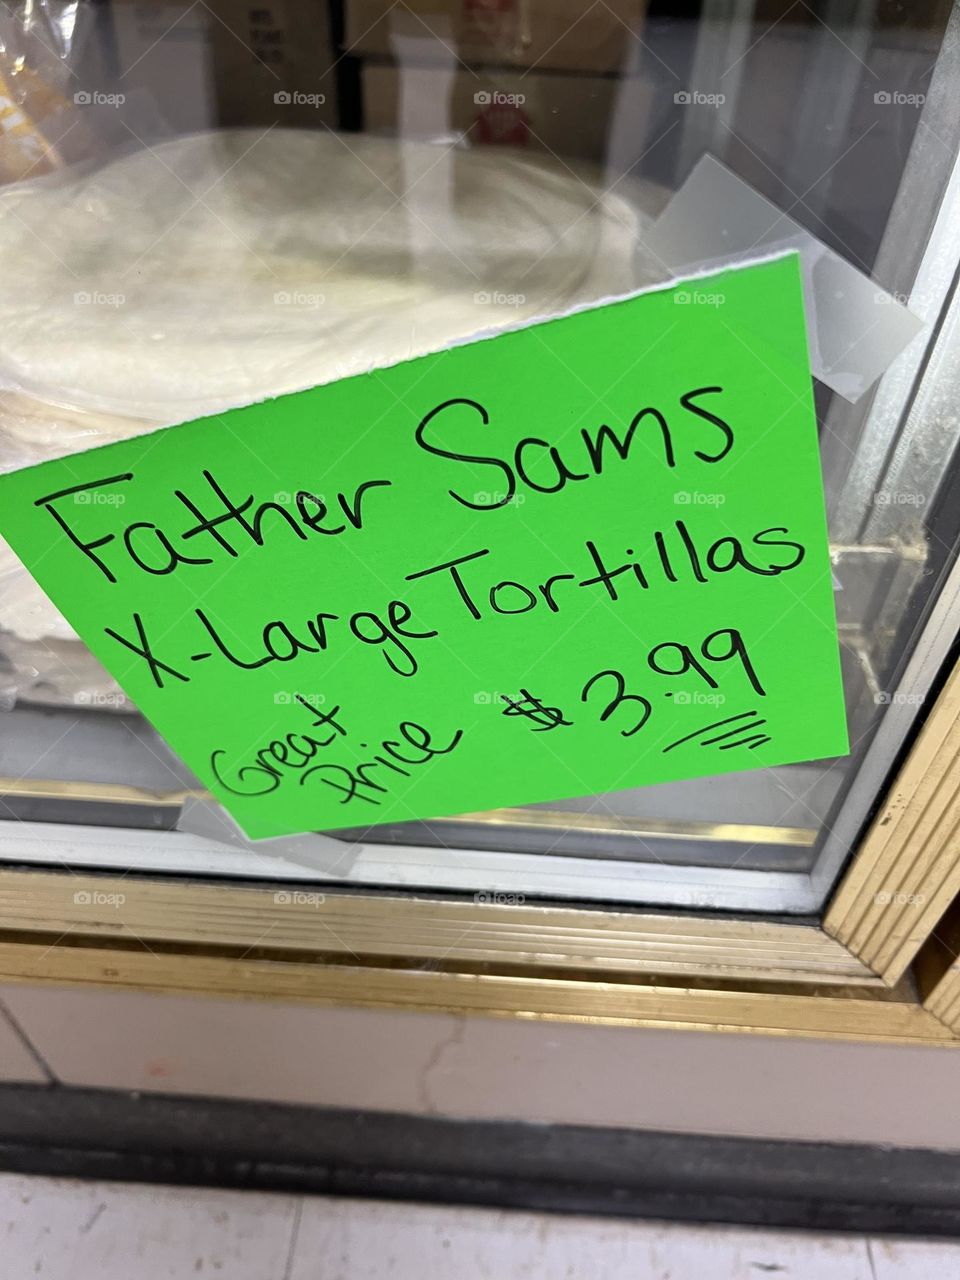 Father Sams
X-Large Tortillas
Great
Price $3.99